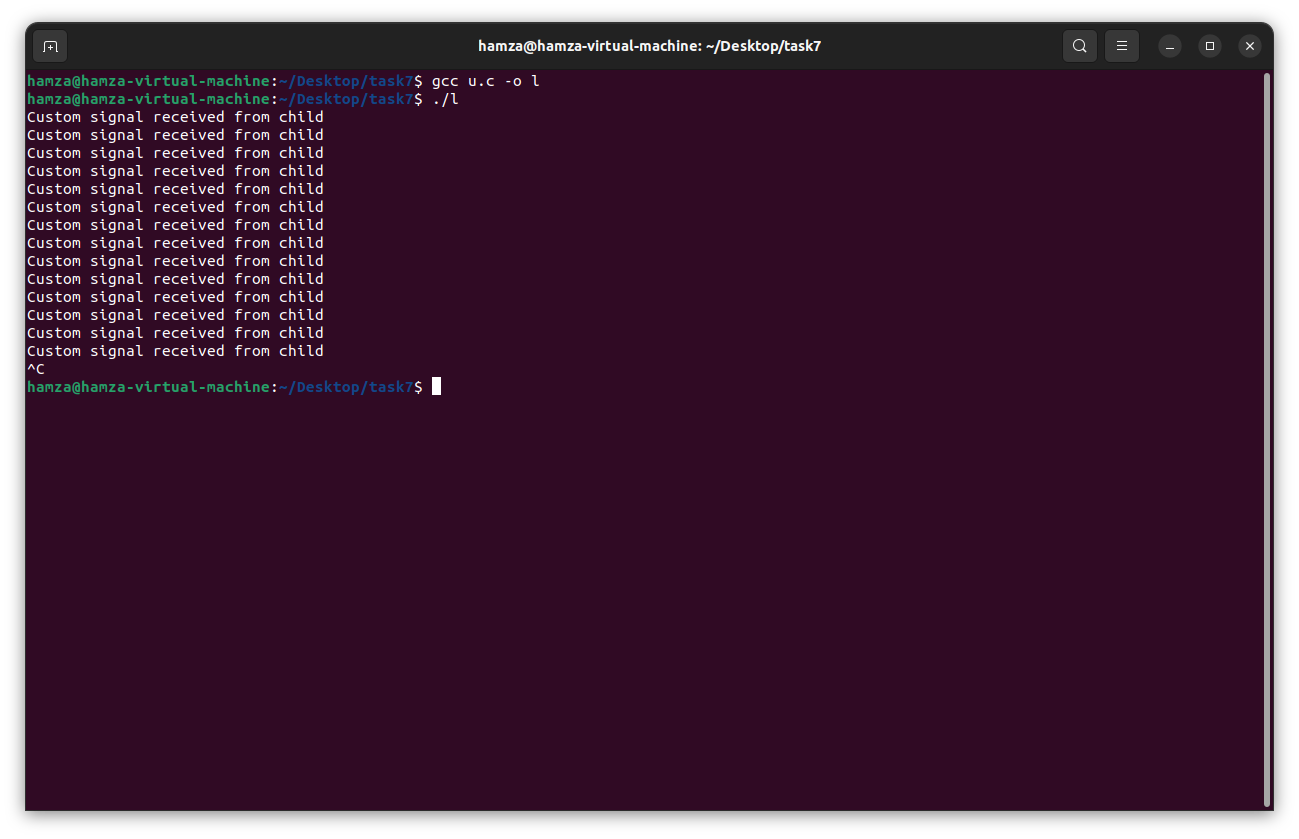 hamza@hamza-virtual-machine: ~/Desktop/task7
hamza@hamza-virtual-machine:~/Desktop/task7$ gcc u.c -o l
hamza@hamza-virtual-machine:~/Desktop/task7$ ./l
Custom signal received from child
Custom signal received from child
Custom signal received from child
Custom signal received from child
Custom signal received from child
Custom signal received from child
Custom signal received from child
Custom signal received from child
Custom signal received from child
Custom signal received from child
Custom signal received from child
Custom signal received from child
Custom signal received from child
Custom signal received from child
^C
hamza@hamza-virtual-machine:~/Desktop/task7$